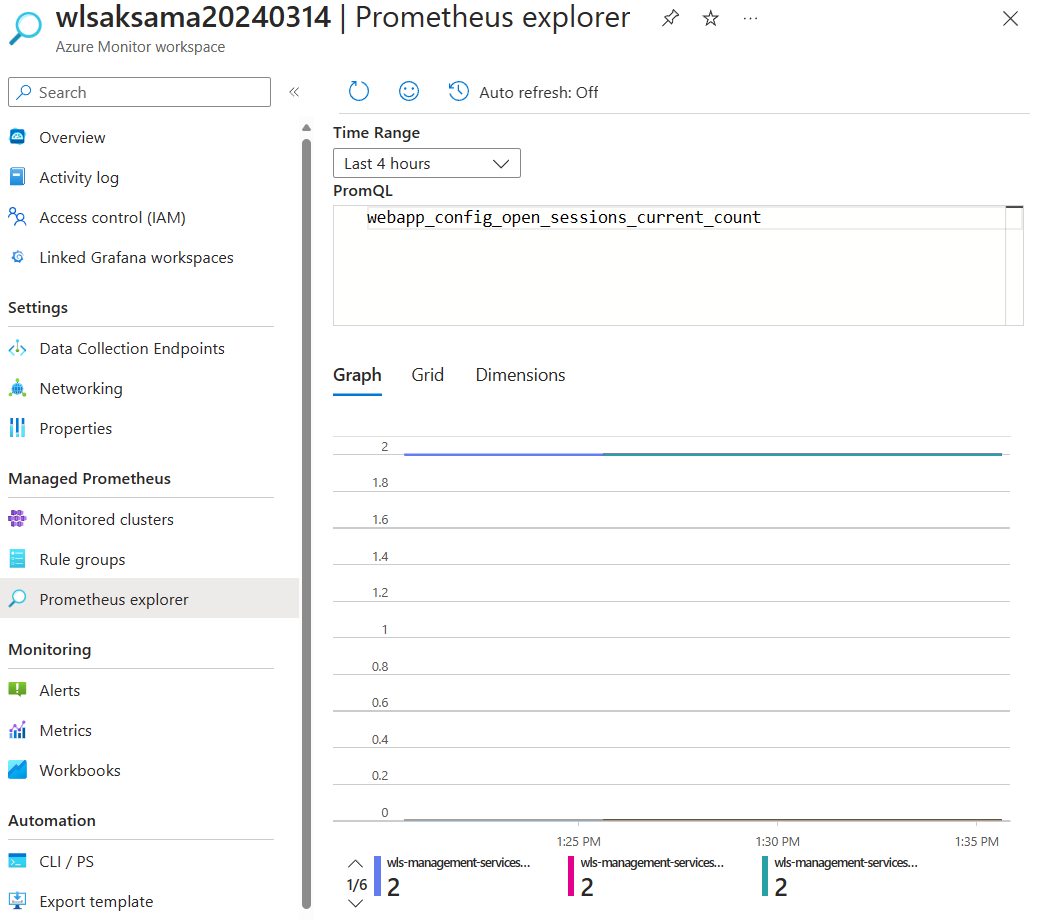 wlsaksama20240314 | Prometheus explorer
Azure Monitor workspace
Search
Auto refresh: Off
Overview
Activity log
Access control (IAM)
Linked Grafana workspaces
Settings
Data Collection Endpoints
Networking
Properties
Managed Prometheus
Monitored clusters
Rule groups
Prometheus explorer
Monitoring
Alerts
Metrics
Workbooks
Automation
CLI / PS
Export template
Time Range
Last 4 hours
PromQL
webapp_config_open_sessions_current_count
Graph Grid Dimensions
2
1.8
1.6
1.4
1.2
1
0.8
0.6
0.4
0.2
0
1:25 PM 1:30 PM 1:35 PM
wls-management-services... wls-management-services... wls-management-services...
1/6 2 2 2